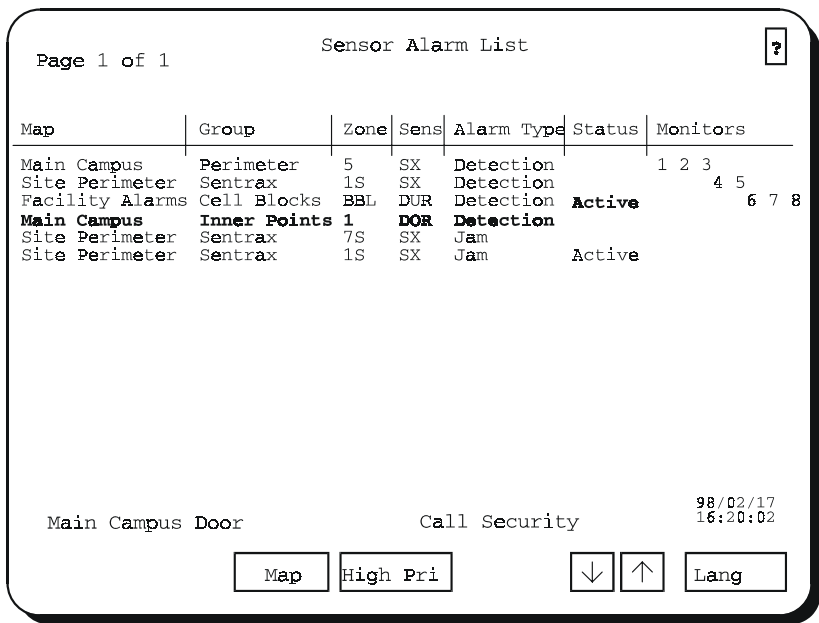 Sensor Alarm List
Page 1 of 1
?
Map Group Zone Sens Alarm Type Status Monitors
Main Campus Perimeter 5 SX Detection 1 2 3
Site Perimeter Sentrax 1S SX Detection 4 5
Facility Alarms Cell Blocks BBL DUR Detection Active 6 7 8
Main Campus Inner Points 1 DOR Detection
Site Perimeter Sentrax 7S SX Jam
Site Perimeter Sentrax 1S SX Jam Active
98/02/17
Main Campus Door Call Security 16:20:02
Map High Pri ↓ ↑ Lang